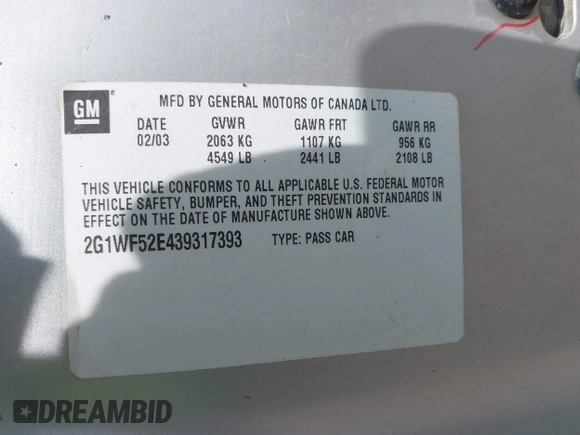 GM
MFD BY GENERAL MOTORS OF CANADA LTD.
DATE GVWR GAWR FRT GAWR RR
02/03 2063 KG 1107 KG 956 KG
4549 LB 2441 LB 2108 LB
THIS VEHICLE CONFORMS TO ALL APPLICABLE U.S. FEDERAL MOTOR
VEHICLE SAFETY, BUMPER, AND THEFT PREVENTION STANDARDS IN
EFFECT ON THE DATE OF MANUFACTURE SHOWN ABOVE.
2G1WF52E439317393 TYPE: PASS CAR
DREAMBID